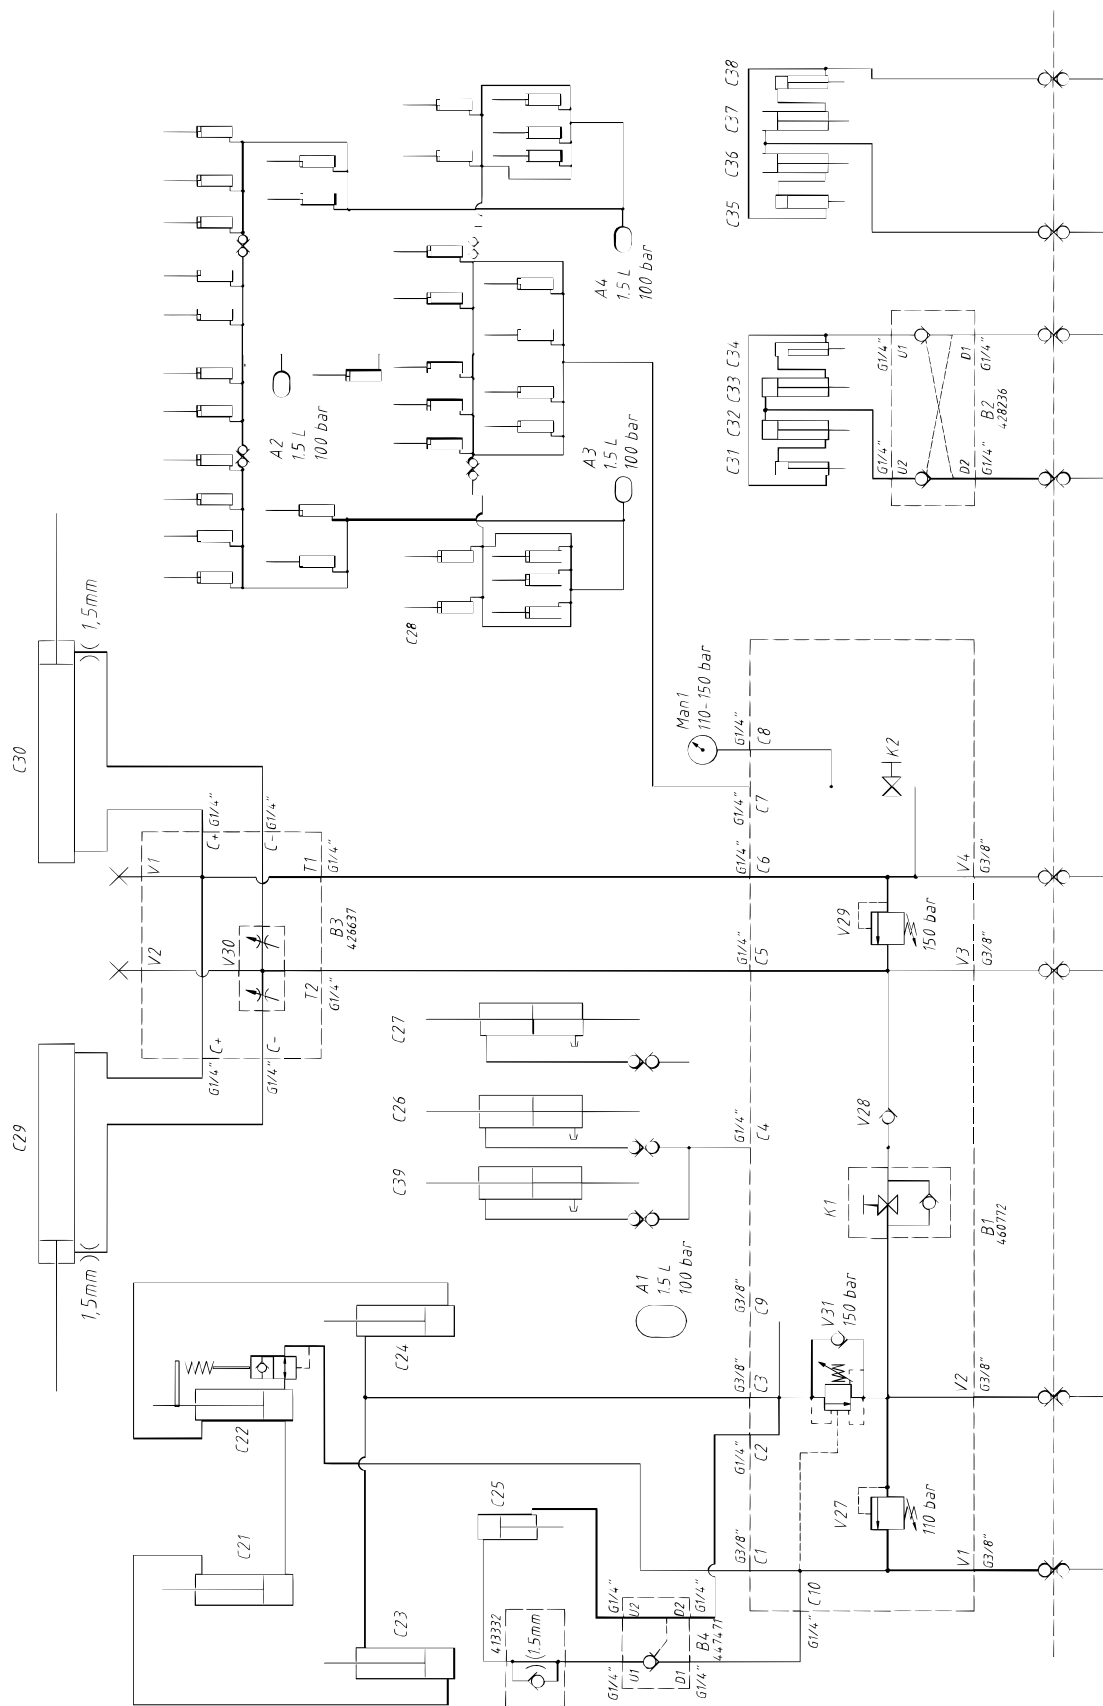 C38
C37
C36
C35
A4
1.5 L
100 bar
A2
1.5 L
100 bar
A3
1.5 L
100 bar
C34
C33
C32
C31
G1/4"
U1
D1
G1/4"
G1/4"
U2
D2
G1/4"
B2
428236
1,5mm
C28
C30
Man1
110-150 bar
G1/4"
C8
K2
G1/4"
C7
C+
G1/4"
C-
G1/4"
V1
T1
G1/4"
G1/4"
C6
V4
G3/8"
B3
426637
V29
150 bar
V2
V30
T2
G1/4"
G1/4"
C5
V3
G3/8"
C27
C+
G1/4"
C-
G1/4"
C29
C26
G1/4"
C4
V28
C39
K1
B1
460772
1,5mm
A1
1.5 L
100 bar
G3/8"
C9
V31
150 bar
C24
G3/8"
C3
V2
G3/8"
C22
G1/4"
C2
C25
V27
110 bar
C21
G3/8"
C1
V1
G3/8"
C23
413332
(1.5mm)
G1/4"
U2
D2
G1/4"
G1/4"
U1
D1
G1/4"
B4
447471
G1/4"
C10